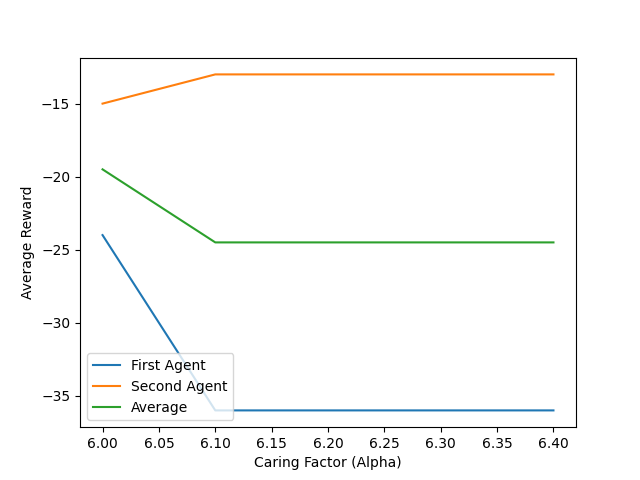 −15
−20
−25
−30
−35
Average Reward
First Agent
Second Agent
Average
6.00 6.05 6.10 6.15 6.20 6.25 6.30 6.35 6.40
Caring Factor (Alpha)